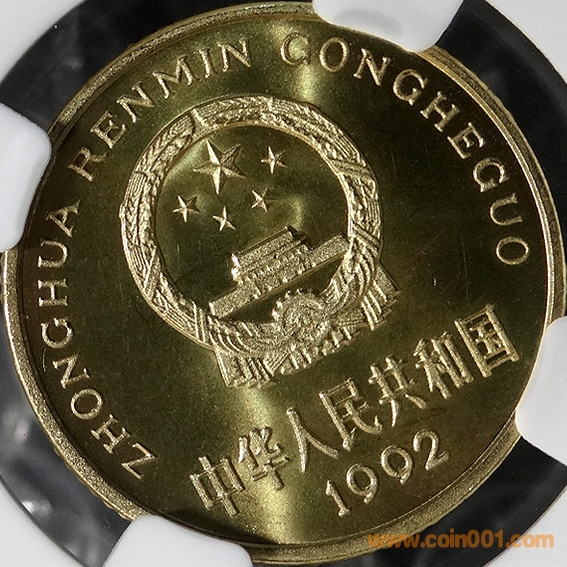 ZHONGHUA RENMIN GONGHEGUO
中华人民共和国
1992
www.coin001.com